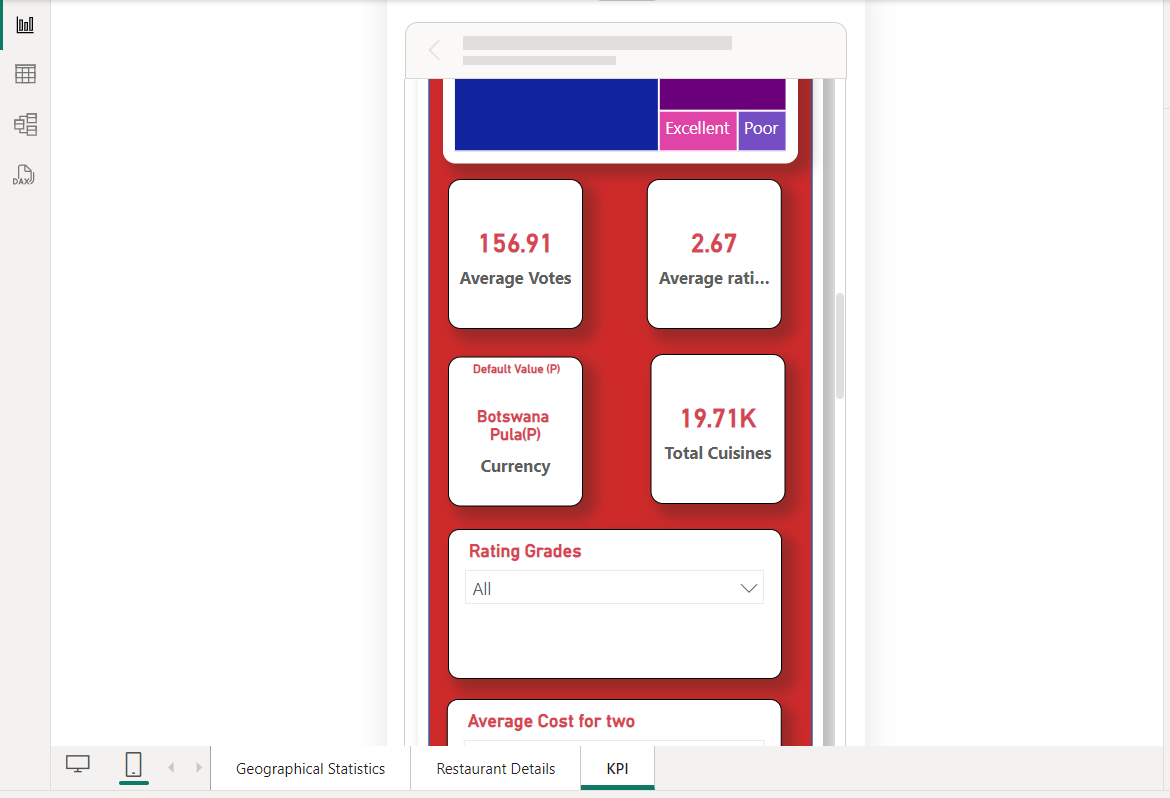 Excellent Poor
156.91
Average Votes
2.67
Average rati...
Default Value (P)
Botswana
Pula(P)
Currency
19.71K
Total Cuisines
Rating Grades
All
Average Cost for two
DAX
Geographical Statistics
Restaurant Details
KPI